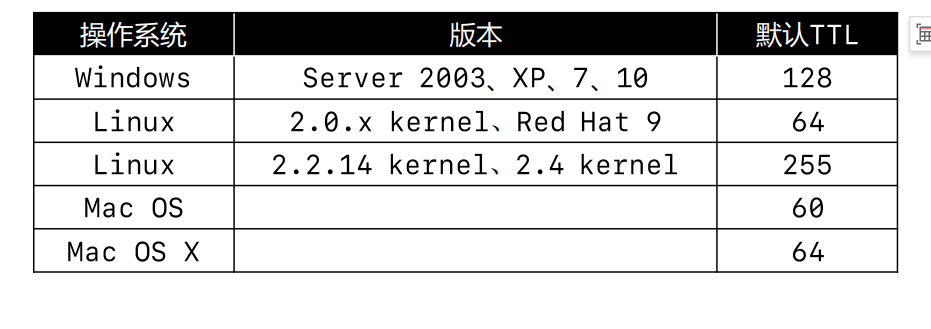 操作系统 版本 默认TTL
Windows Server 2003、XP、7、10 128
Linux 2.0.x kernel、Red Hat 9 64
Linux 2.2.14 kernel、2.4 kernel 255
Mac OS 60
Mac OS X 64